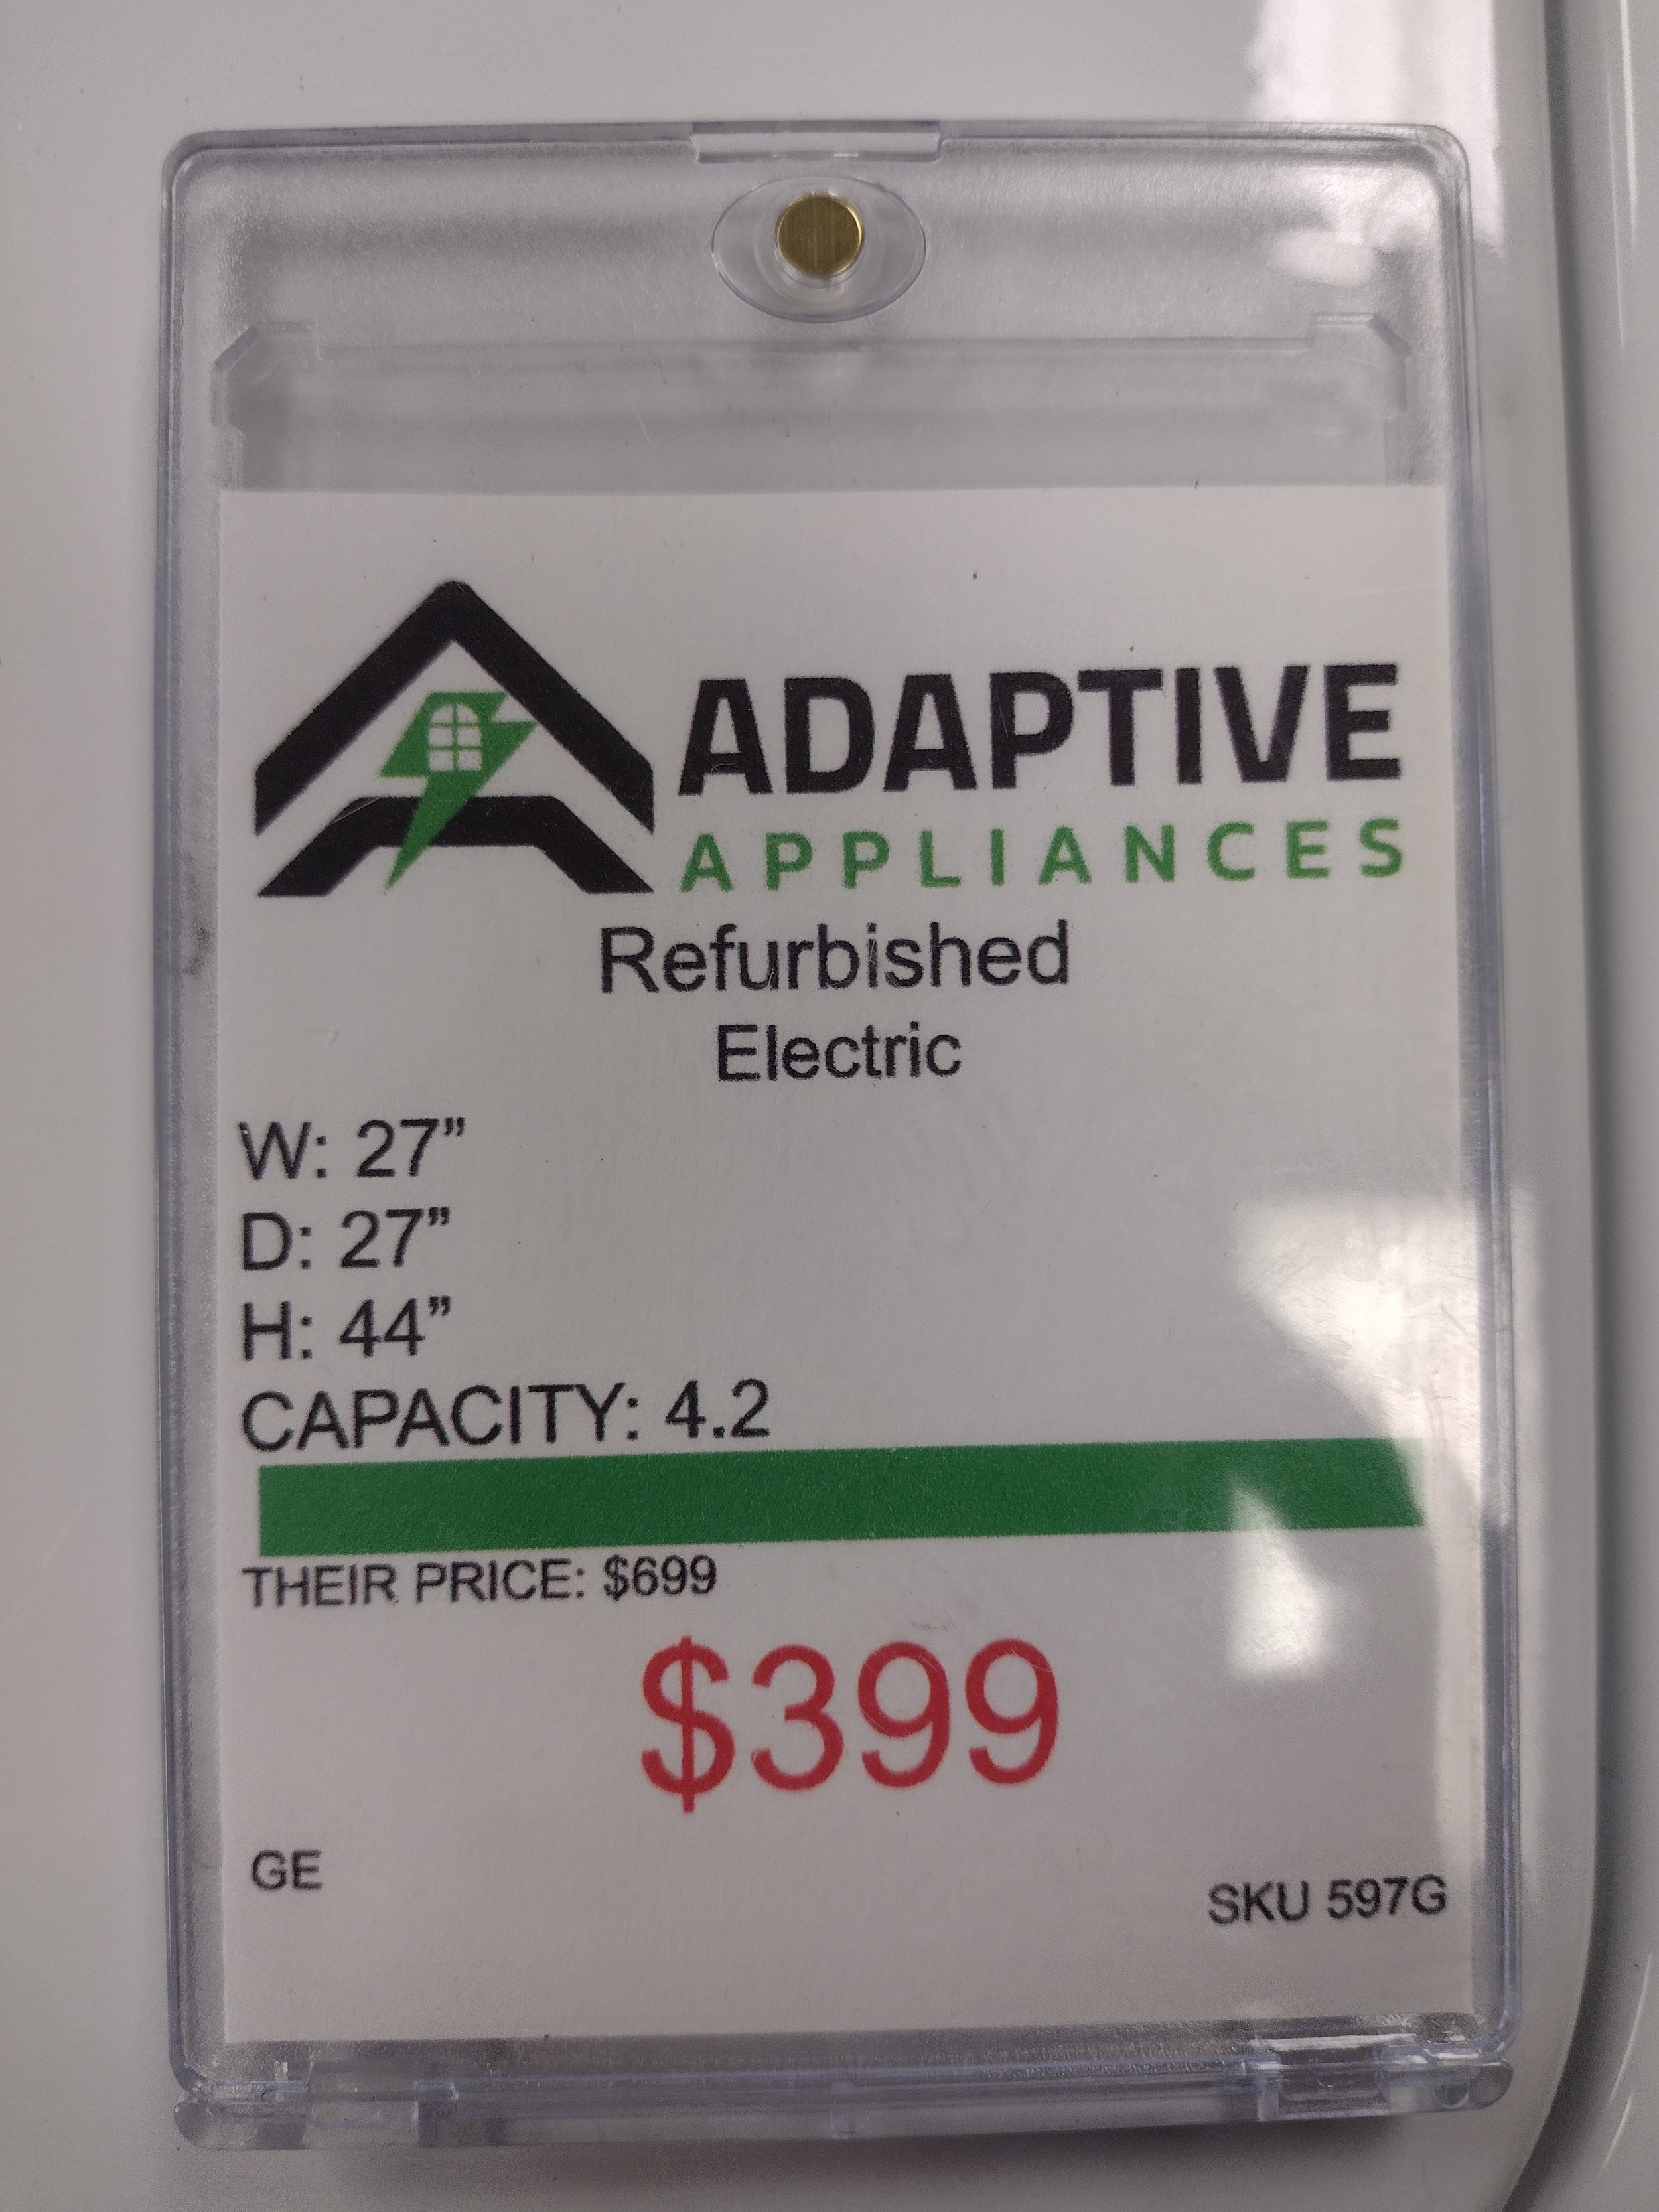 ADAPTIVE
APPLIANCES
Refurbished
Electric
W: 27”
D: 27”
H: 44”
CAPACITY: 4.2
THEIR PRICE: $699
$399
GE
SKU 597G